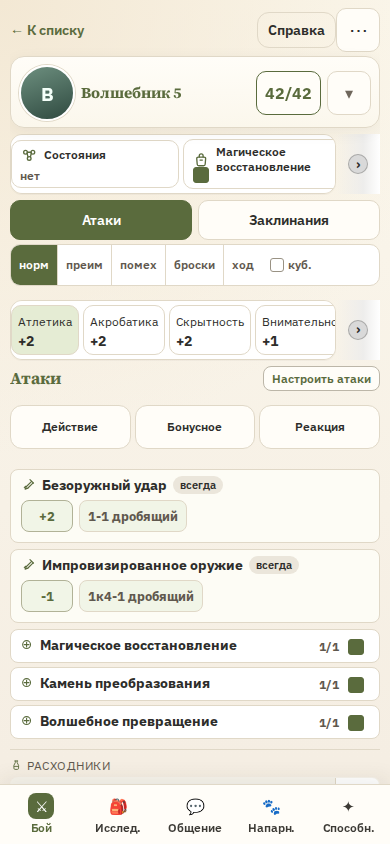 ← К списку
Справка
...
В
Волшебник 5
42/42
Состояния
нет
Магическое
восстановление
Атаки
Заклинания
норм
преим
помех
броски
ход
куб.
Атлетика
+2
Акробатика
+2
Скрытность
+2
Внимательно
+1
Атаки
Настроить атаки
Действие
Бонусное
Реакция
Безоружный удар
всегда
+2
1-1 дробящий
Импровизированное оружие
всегда
-1
1к4-1 дробящий
Магическое восстановление
1/1
Камень преобразования
1/1
Волшебное превращение
1/1
РАСХОДНИКИ
Бой
Исслед.
Общение
Напарн.
Способн.